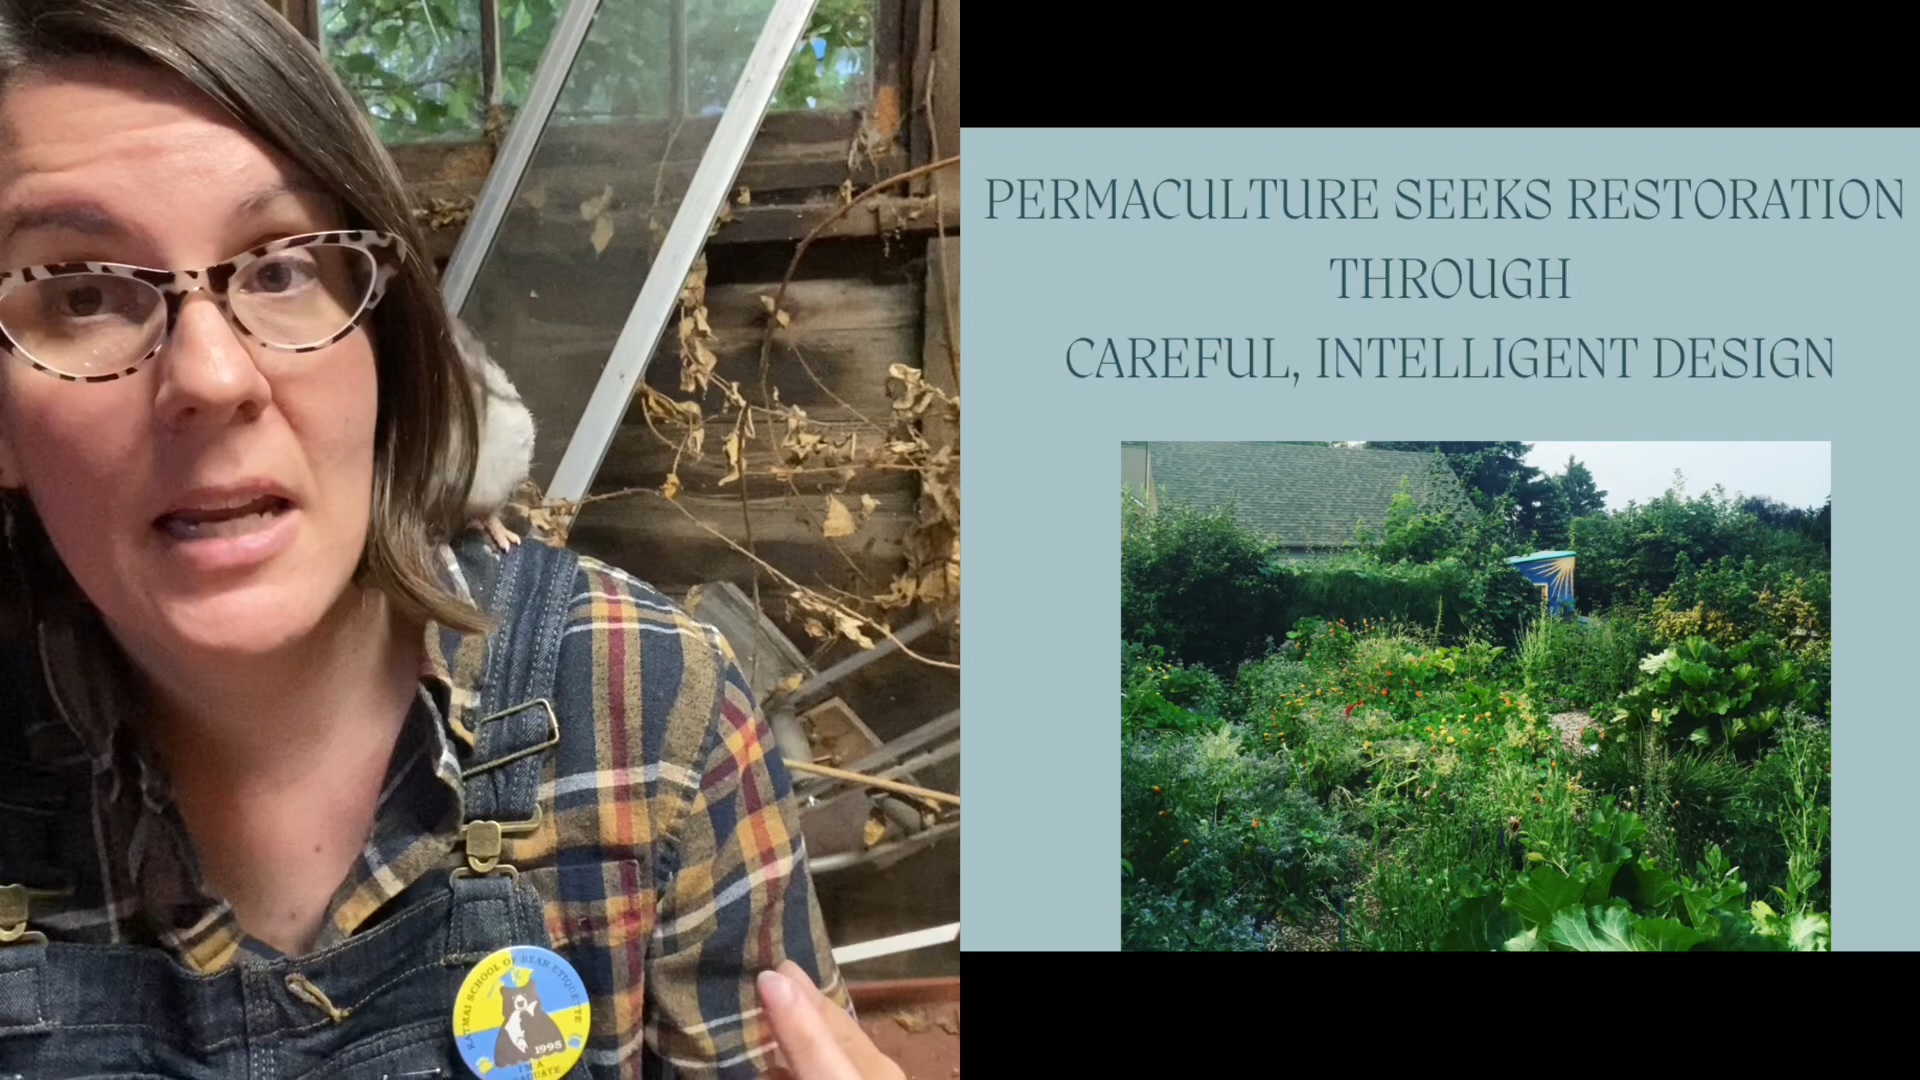 PERMACULTURE SEEKS RESTORATION
THROUGH
CAREFUL, INTELLIGENT DESIGN
KATMAI SCHOOL OF BEAR ETIQUETTE
1995
I'M A